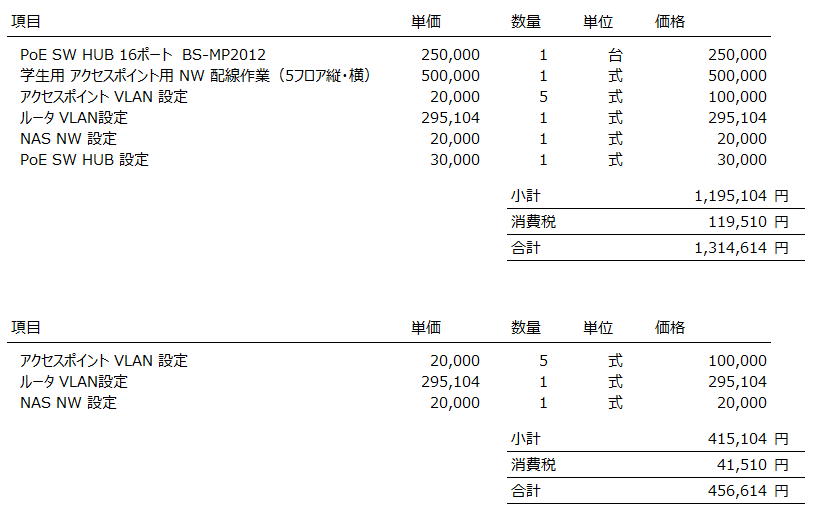 項目 単価 数量 単位 価格
PoE SW HUB 16ポート BS-MP2012 250,000 1 台 250,000
学生用 アクセスポイント用 NW 配線作業（5フロア縦・横） 500,000 1 式 500,000
アクセスポイント VLAN 設定 20,000 5 式 100,000
ルータ VLAN設定 295,104 1 式 295,104
NAS NW 設定 20,000 1 式 20,000
PoE SW HUB 設定 30,000 1 式 30,000
小計 1,195,104 円
消費税 119,510 円
合計 1,314,614 円
項目 単価 数量 単位 価格
アクセスポイント VLAN 設定 20,000 5 式 100,000
ルータ VLAN設定 295,104 1 式 295,104
NAS NW 設定 20,000 1 式 20,000
小計 415,104 円
消費税 41,510 円
合計 456,614 円